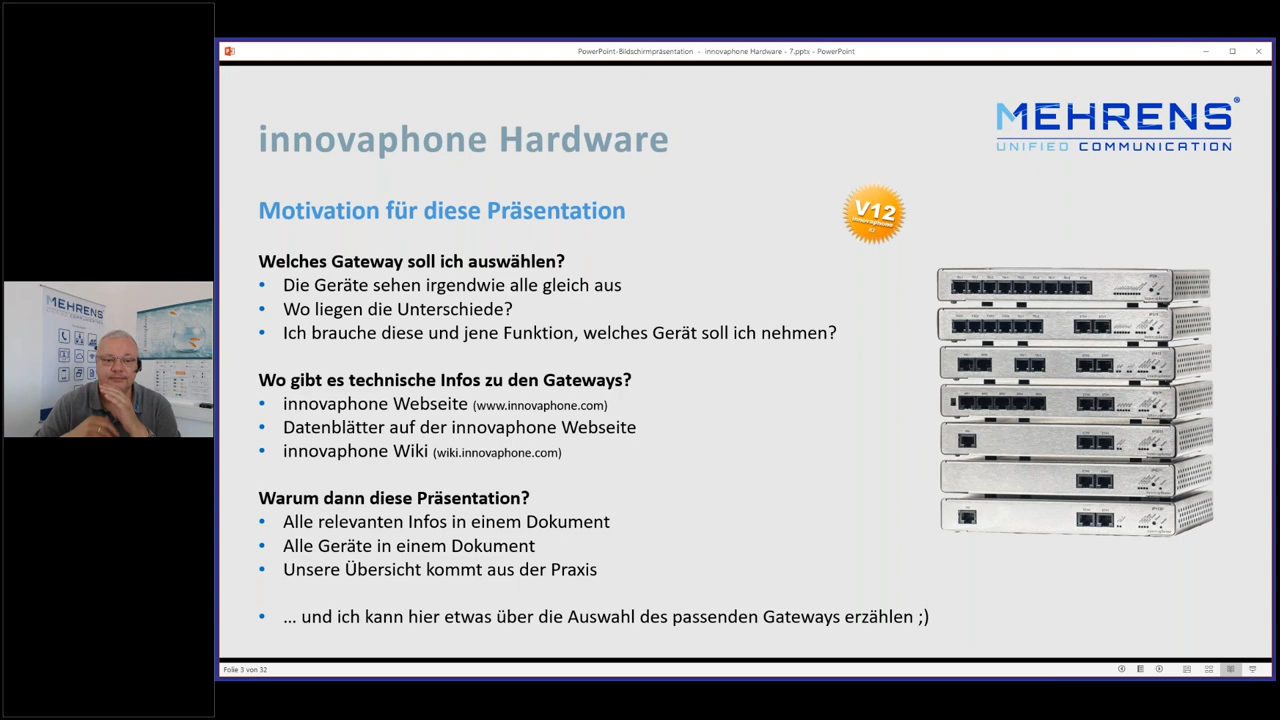 PowerPoint-Bildschirmpräsentation - innovaphone Hardware - 7.pptx - PowerPoint
innovaphone Hardware
MEHRENS®
UNIFIED COMMUNICATION
Motivation für diese Präsentation
V12
innovaphone
Welches Gateway soll ich auswählen?
• Die Geräte sehen irgendwie alle gleich aus
• Wo liegen die Unterschiede?
• Ich brauche diese und jene Funktion, welches Gerät soll ich nehmen?
Wo gibt es technische Infos zu den Gateways?
• innovaphone Webseite (www.innovaphone.com)
• Datenblätter auf der innovaphone Webseite
• innovaphone Wiki (wiki.innovaphone.com)
Warum dann diese Präsentation?
• Alle relevanten Infos in einem Dokument
• Alle Geräte in einem Dokument
• Unsere Übersicht kommt aus der Praxis
• ... und ich kann hier etwas über die Auswahl des passenden Gateways erzählen ;)
Folie 3 von 32
MEHRENS